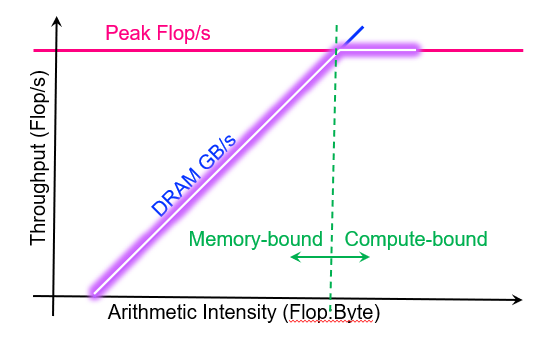 Peak Flop/s
Throughput (Flop/s)
DRAM GB/s
Memory-bound
Compute-bound
Arithmetic Intensity (Flop:Byte)